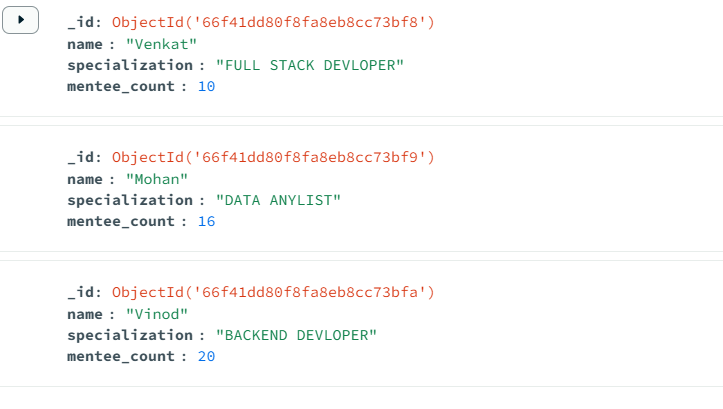 _id: ObjectId('66f41dd80f8fa8eb8cc73bf8')
name : "Venkat"
specialization : "FULL STACK DEVLOPER"
mentee_count : 10
_id: ObjectId('66f41dd80f8fa8eb8cc73bf9')
name : "Mohan"
specialization : "DATA ANYLIST"
mentee_count : 16
_id: ObjectId('66f41dd80f8fa8eb8cc73bfa')
name : "Vinod"
specialization : "BACKEND DEVLOPER"
mentee_count : 20